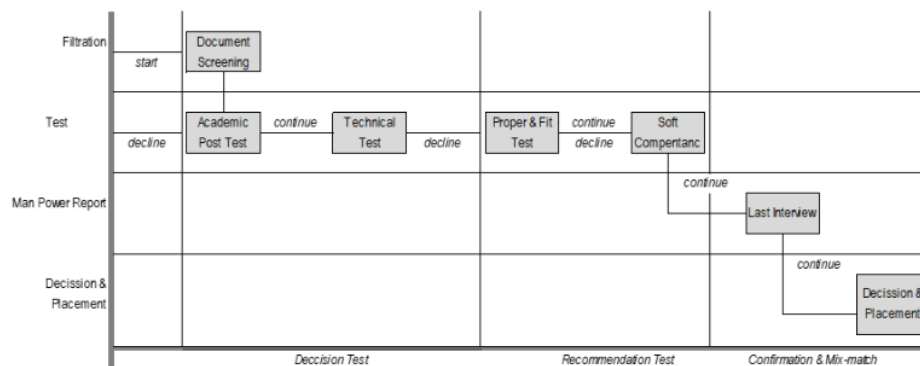 Filtration
start
Document
Screening
Test
decline
Academic
Post Test
continue
Technical
Test
decline
Proper & Fit
Test
continue
decline
Soft
Compentanc
continue
Man Power Report
Last Interview
continue
Decission &
Placement
Decission &
Placement
Deccision Test
Recommendation Test
Confirmation & Mix-match